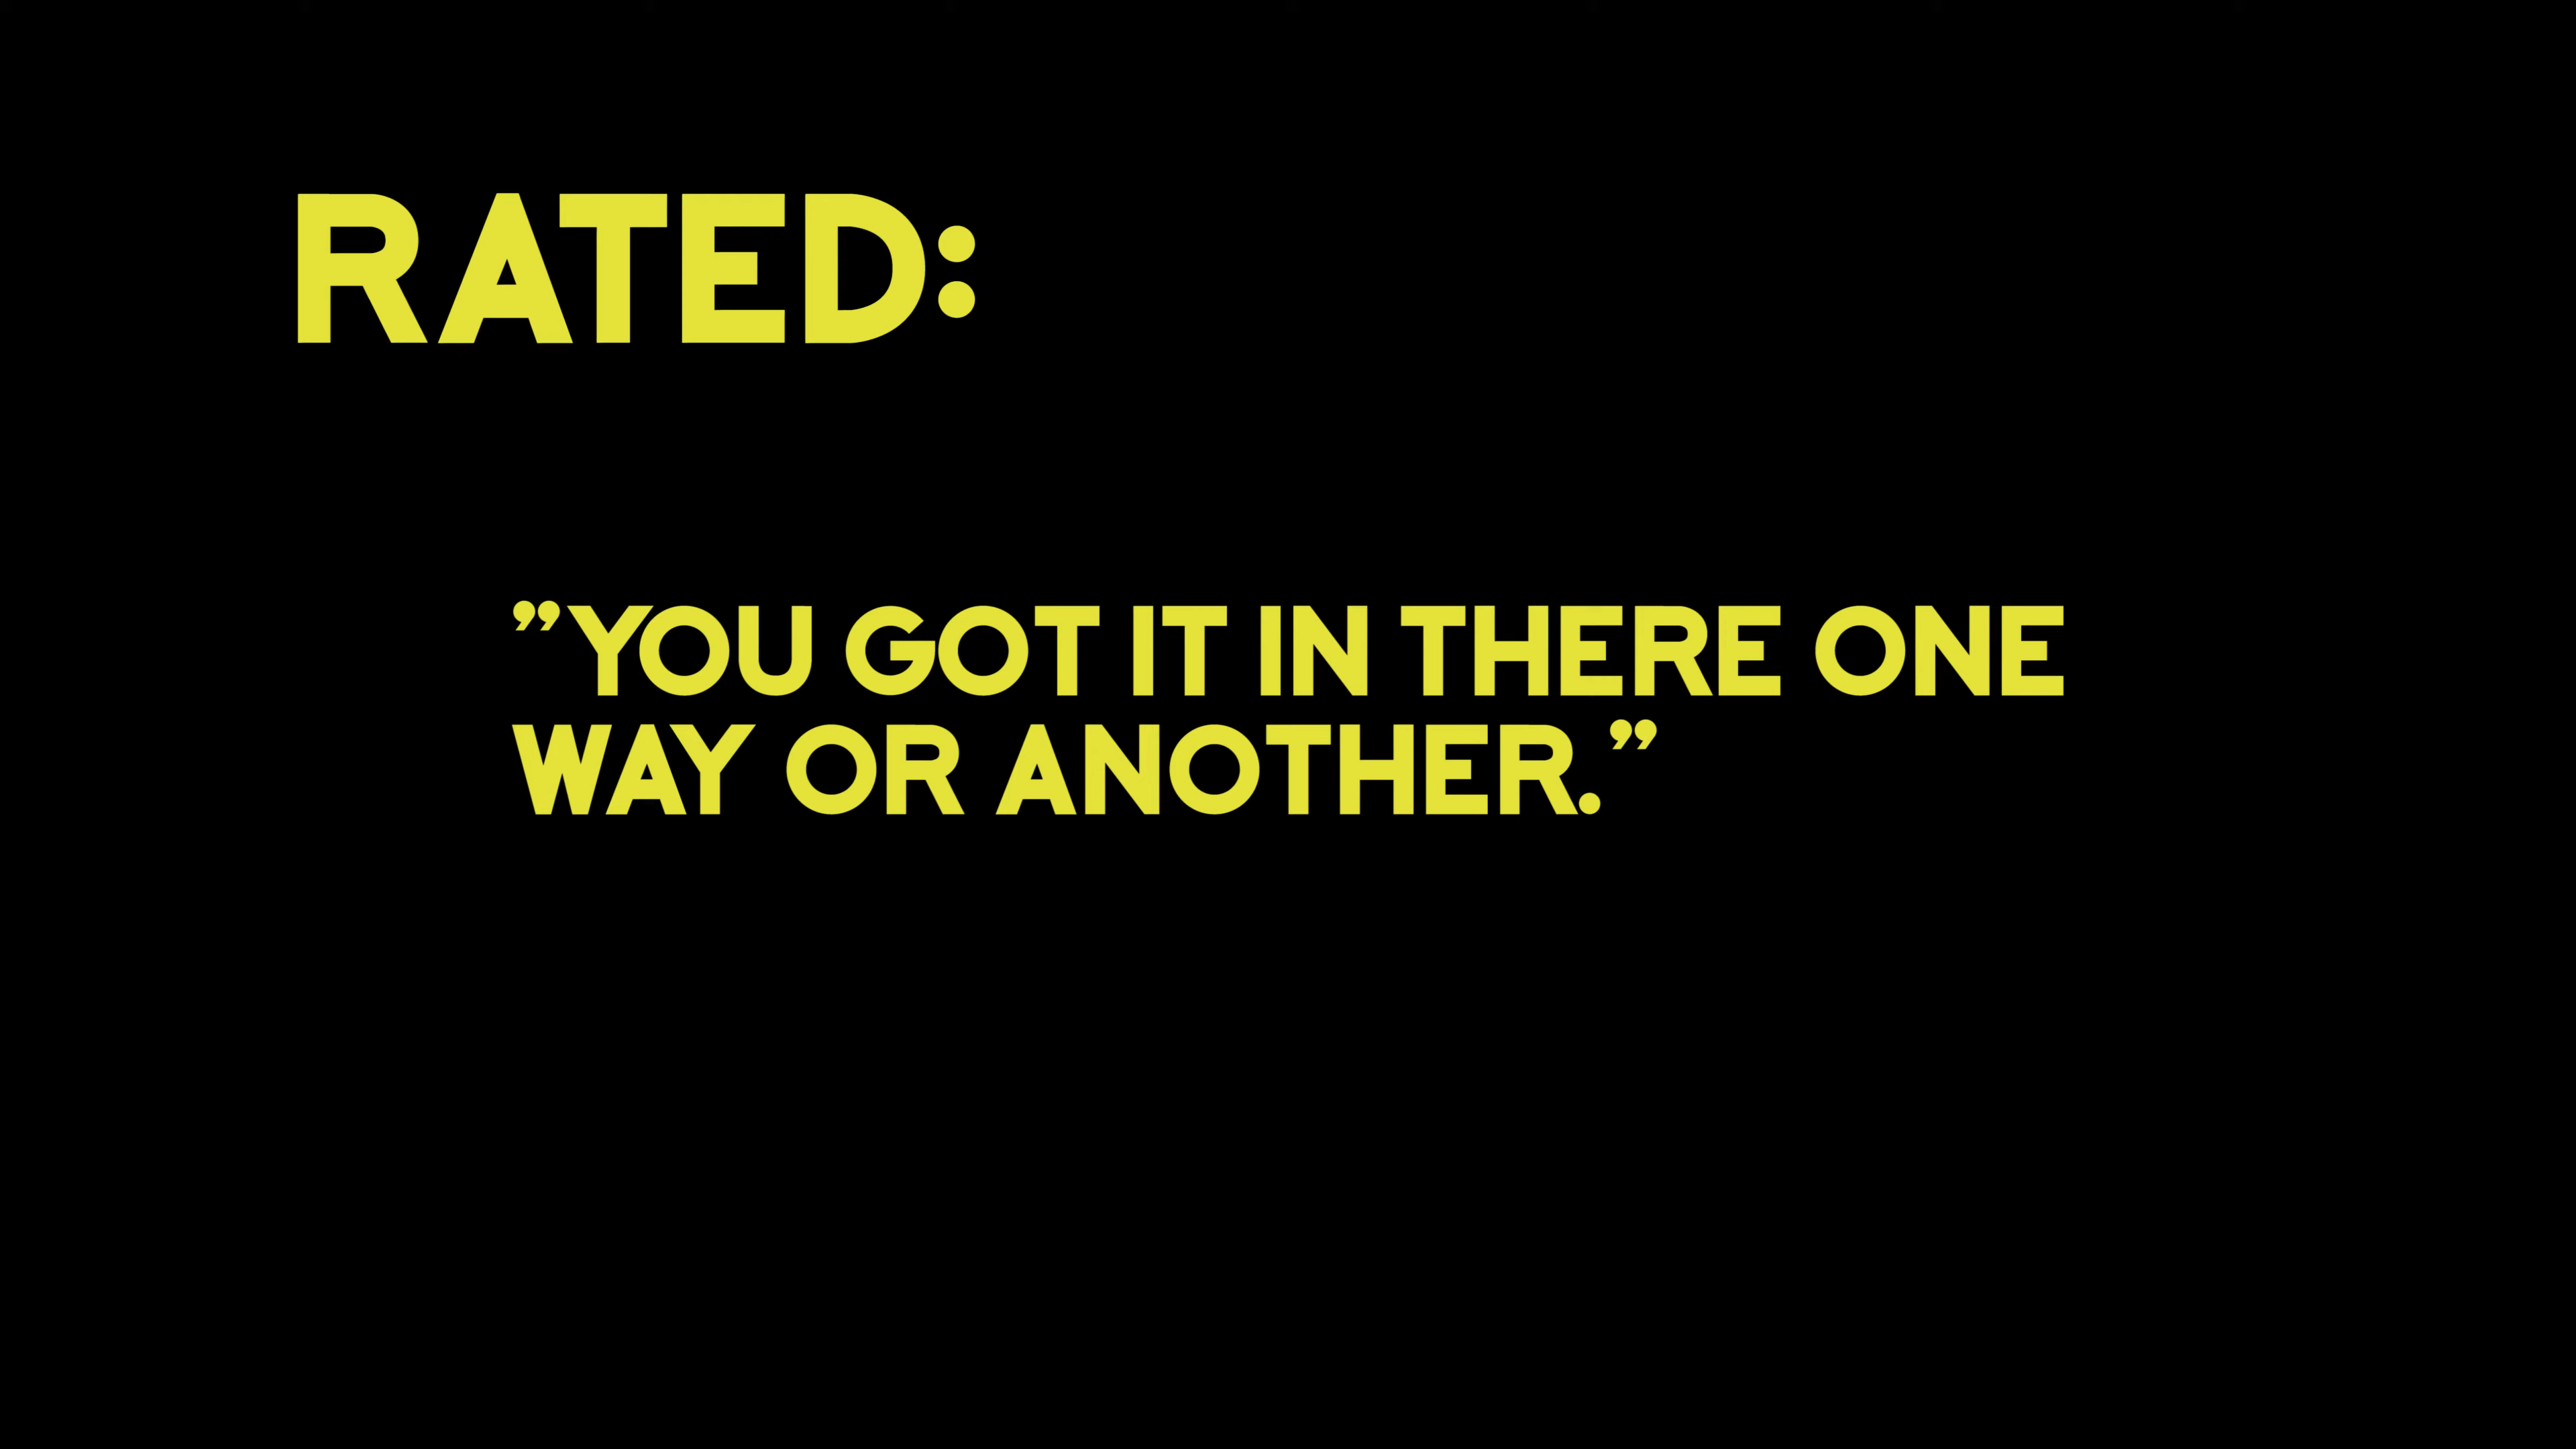 RATED:
”YOU GOT IT IN THERE ONE
WAY OR ANOTHER.”